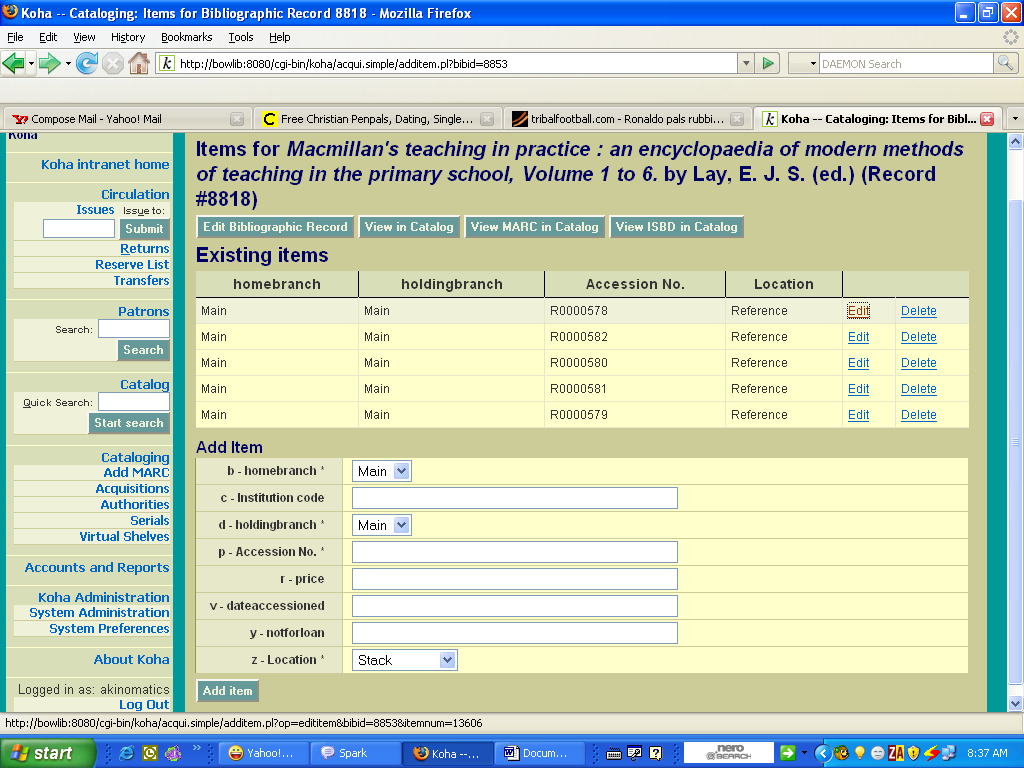 Koha -- Cataloging: Items for Bibliographic Record 8818 - Mozilla Firefox
File Edit View History Bookmarks Tools Help
http://bowlib:8080/cgi-bin/koha/acqui.simple/additem.pl?bibid=8853
DAEMON Search
Compose Mail - Yahoo! Mail
Free Christian Penpals, Dating, Single...
tribalfootball.com - Ronaldo pals rubbi...
Koha -- Cataloging: Items for Bibl...
Koha
Koha intranet home
Circulation
Issues Issue to:
Submit
Returns
Reserve List
Transfers
Patrons
Search:
Search
Catalog
Quick Search:
Start search
Cataloging
Add MARC
Acquisitions
Authorities
Serials
Virtual Shelves
Accounts and Reports
Koha Administration
System Administration
System Preferences
About Koha
Logged in as: akinomatics
Log Out
Items for Macmillan's teaching in practice : an encyclopaedia of modern methods
of teaching in the primary school, Volume 1 to 6. by Lay, E. J. S. (ed.) (Record
#8818)
Edit Bibliographic Record View in Catalog View MARC in Catalog View ISBD in Catalog
Existing items
homebranch holdingbranch Accession No. Location
Main Main R0000578 Reference Edit Delete
Main Main R0000582 Reference Edit Delete
Main Main R0000580 Reference Edit Delete
Main Main R0000581 Reference Edit Delete
Main Main R0000579 Reference Edit Delete
Add Item
b - homebranch * Main
c - Institution code
d - holdingbranch * Main
p - Accession No. *
r - price
v - dateaccessioned
y - notforloan
z - Location * Stack
Add item
http://bowlib:8080/cgi-bin/koha/acqui.simple/additem.pl?op=edititem&bibid=8853&itemnum=13606
start
Yahoo!...
Spark
Koha --...
Docum...
nero
SEARCH
ZA
8:37 AM